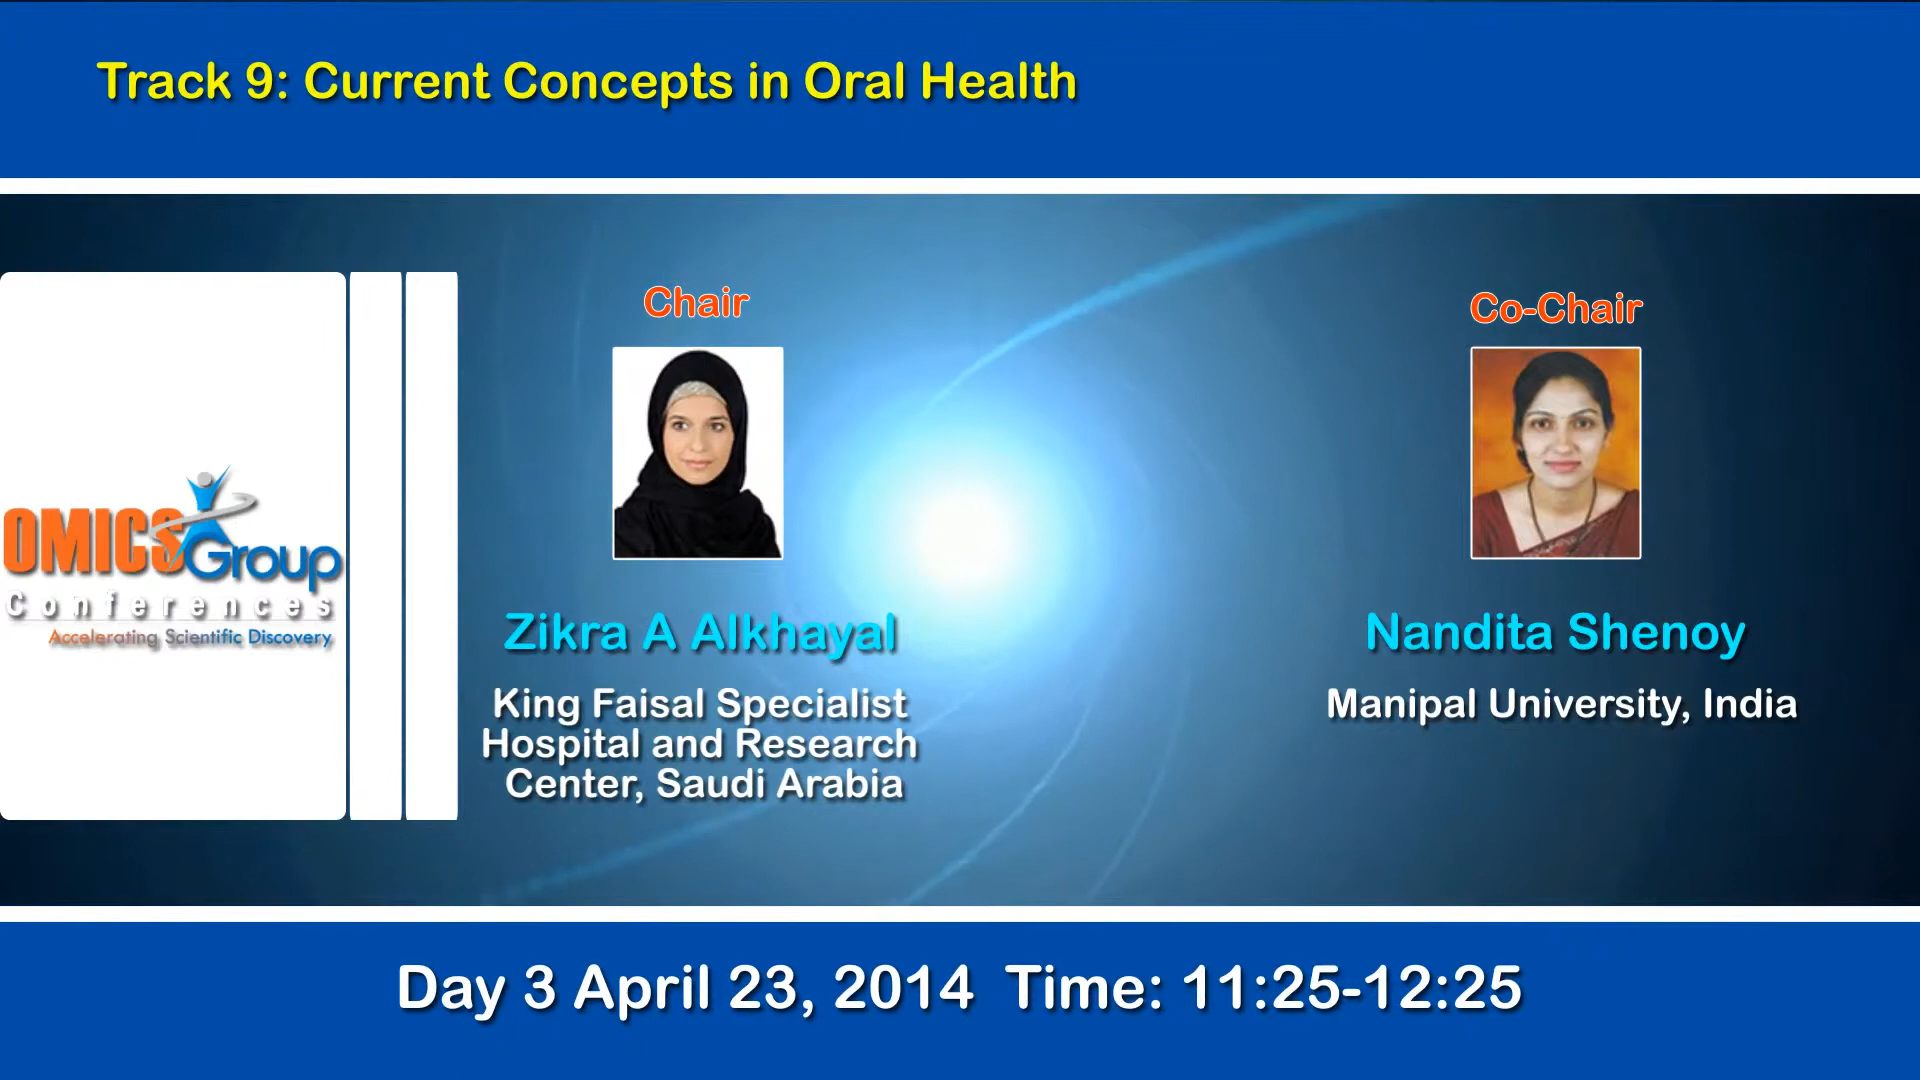 Track 9: Current Concepts in Oral Health
Chair
Co-Chair
OMICS Group
Conferences
Accelerating Scientific Discovery
Zikra A Alkhayal
King Faisal Specialist
Hospital and Research
Center, Saudi Arabia
Nandita Shenoy
Manipal University, India
Day 3 April 23, 2014 Time: 11:25-12:25